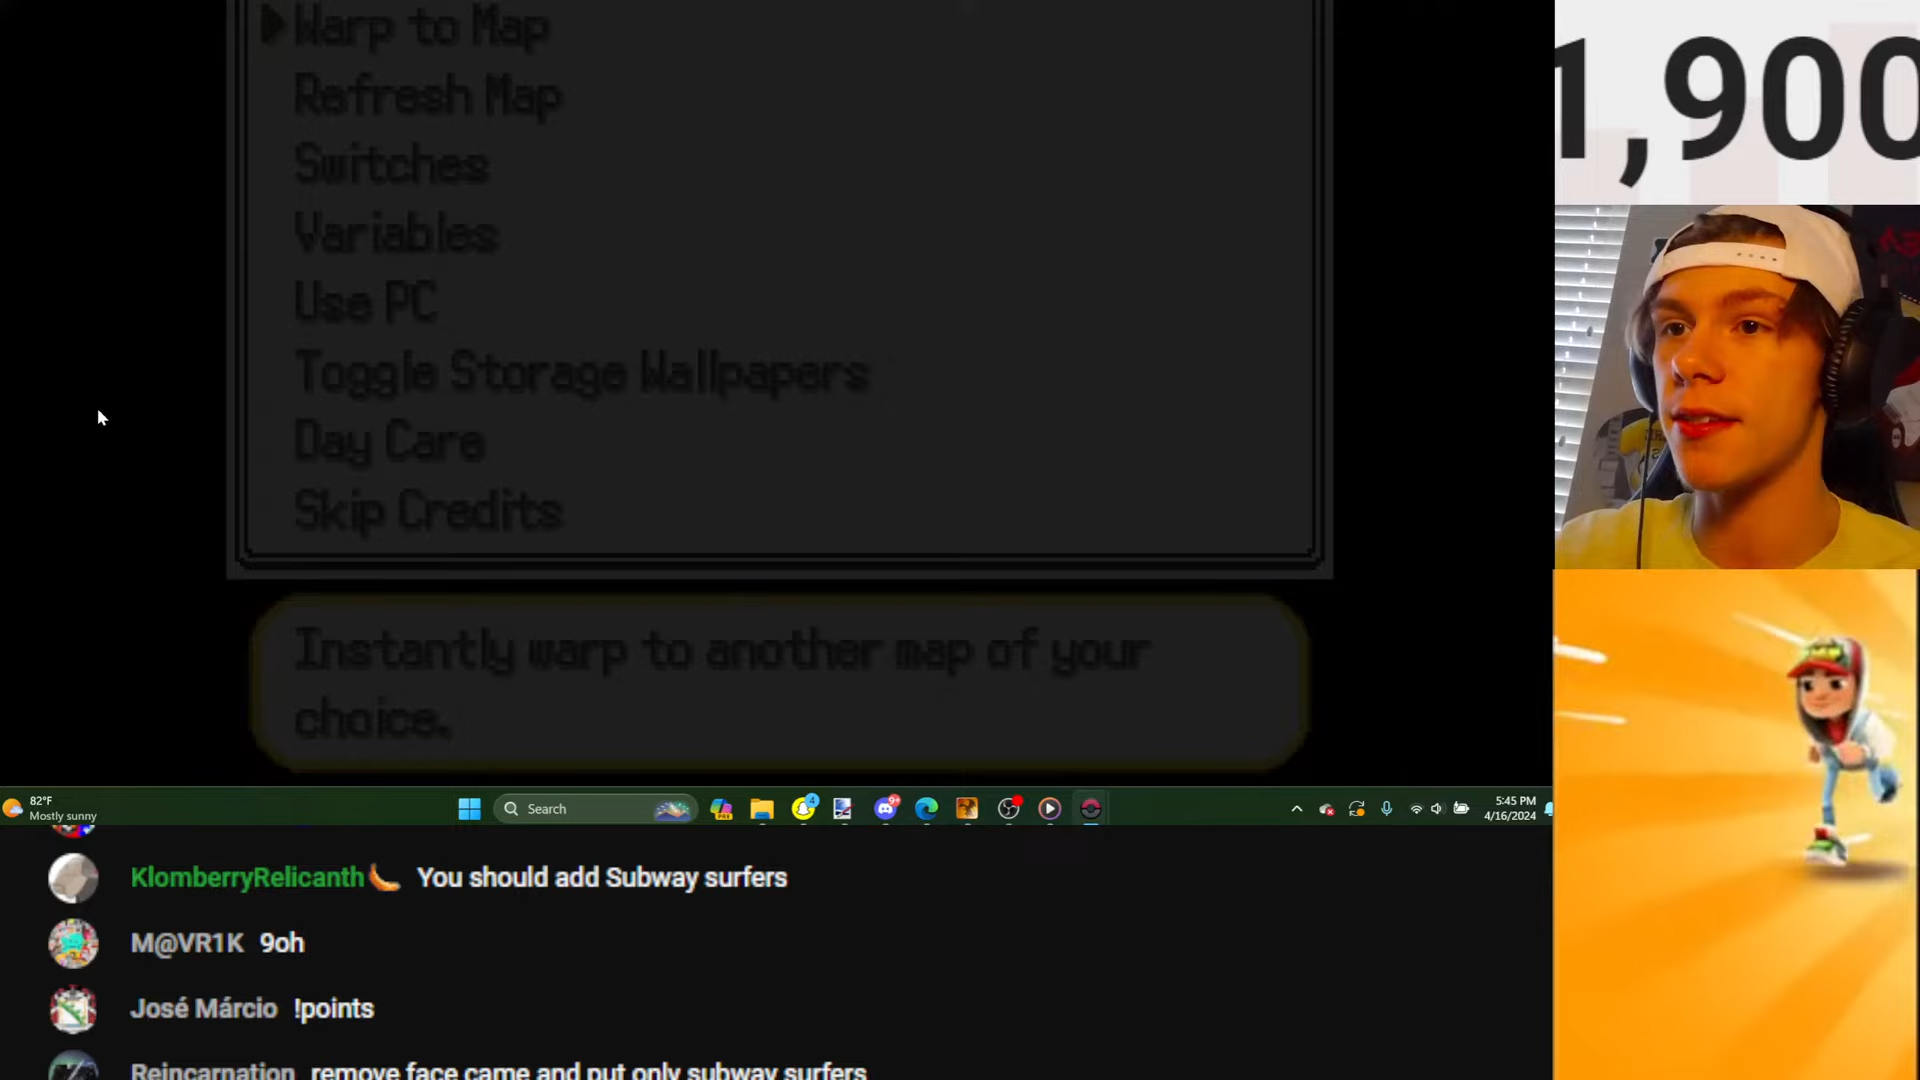 Warp to Map
Refresh Map
Switches
Variables
Use PC
Toggle Storage Wallpapers
Day Care
Skip Credits
Instantly warp to another map of your
choice.
1,900
82°F
Mostly sunny
Search
4
9+
5:45 PM
4/16/2024
KlomberryRelicanth You should add Subway surfers
M@VR1K 9oh
José Márcio !points
Reincarnation remove face came and put only subway surfers